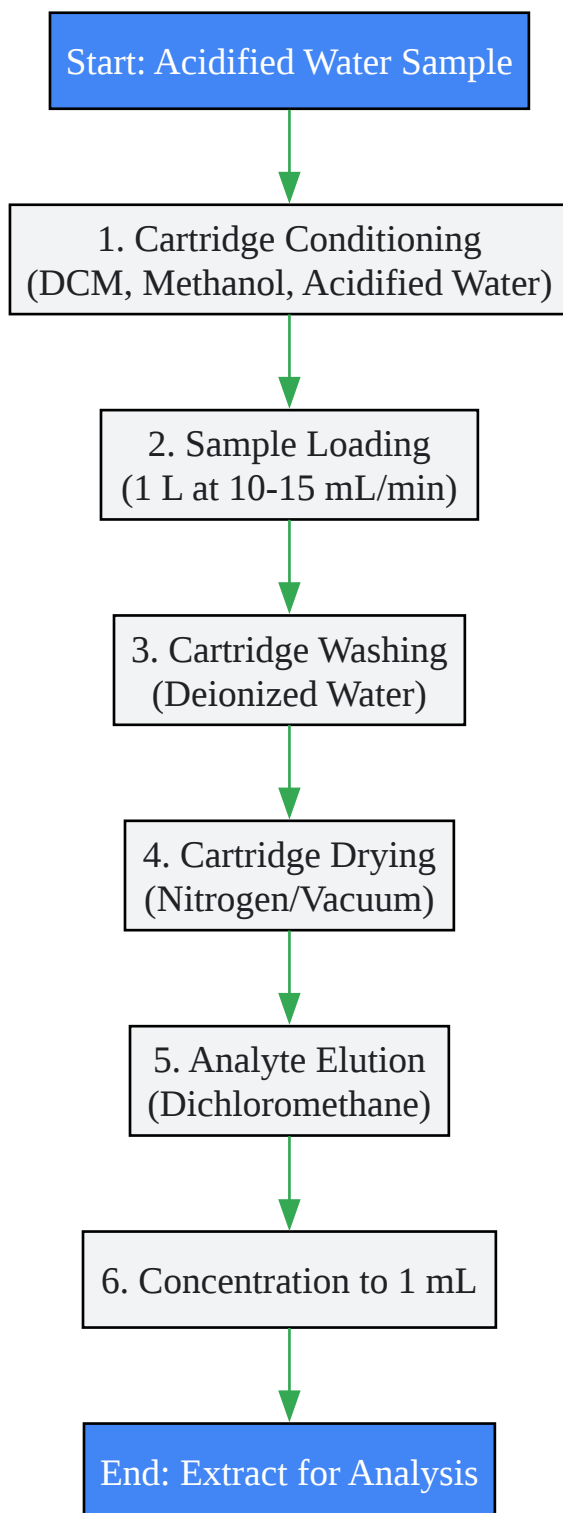 Start: Acidified Water Sample
1. Cartridge Conditioning
(DCM, Methanol, Acidified Water)
2. Sample Loading
(1 L at 10-15 mL/min)
3. Cartridge Washing
(Deionized Water)
4. Cartridge Drying
(Nitrogen/Vacuum)
5. Analyte Elution
(Dichloromethane)
6. Concentration to 1 mL
End: Extract for Analysis